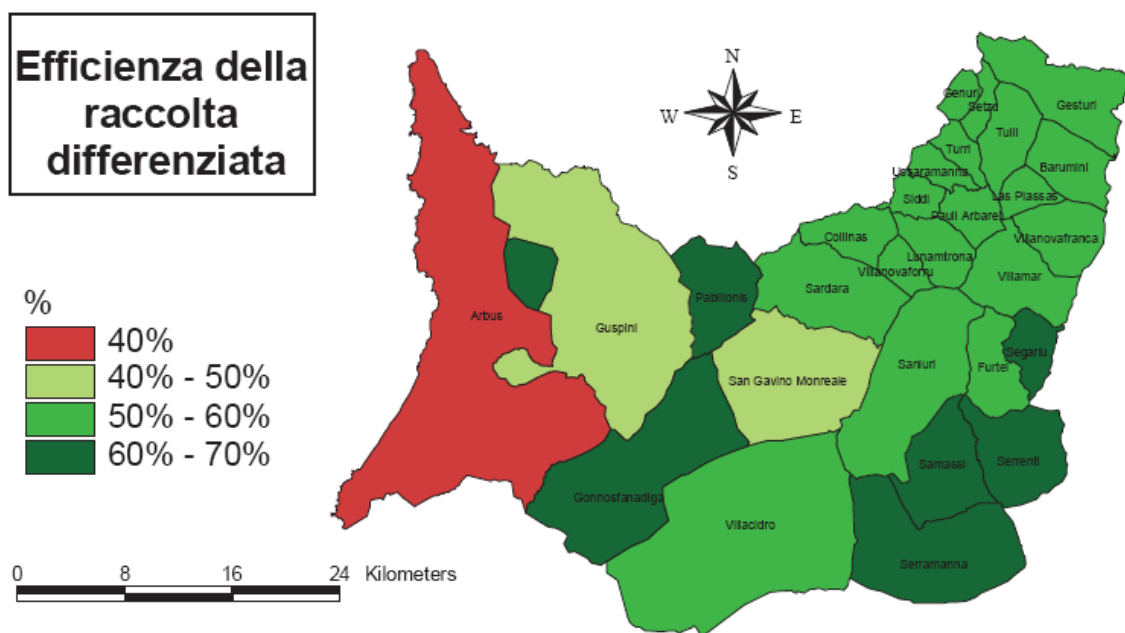 Efficienza della
raccolta
differenziata
%
40%
40% - 50%
50% - 60%
60% - 70%
0 8 16 24 Kilometers
N
W E
S
Genuri
Setzu
Gesturi
Tuili
Turri
Barumini
Ussaramanna
Las Plassas
Siddi
Pauli Arbarei
Collinas
Villanovafranca
Lunamtrona
Villanovaforru
Villamar
Sardara
Pabillonis
Arbus
Guspini
Segariu
Sanluri
Furtei
San Gavino Monreale
Samassi
Serrenti
Gonnosfanadiga
Villacidro
Serramanna